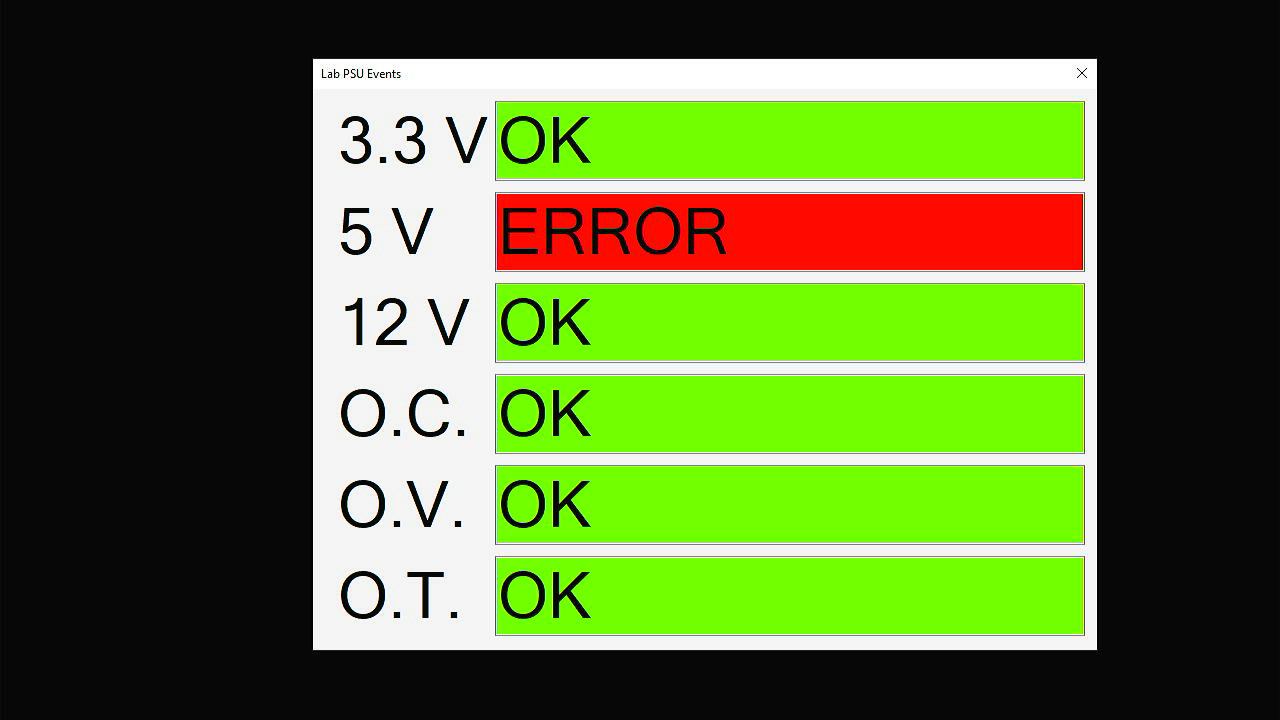 Lab PSU Events
3.3 V OK
5 V ERROR
12 V OK
O.C. OK
O.V. OK
O.T. OK